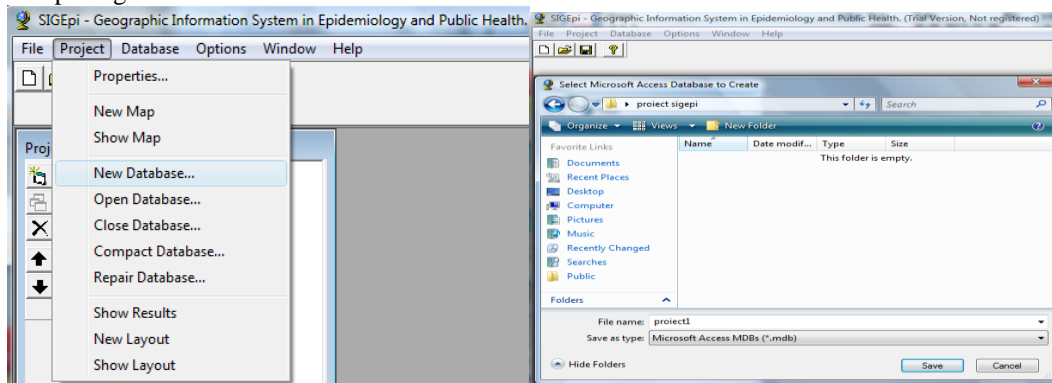 SIGEpi - Geographic Information System in Epidemiology and Public Health.
File Project Database Options Window Help
Properties...
New Map
Show Map
Proj
New Database...
Open Database...
Close Database...
Compact Database...
Repair Database...
Show Results
New Layout
Show Layout
SIGEpi - Geographic Information System in Epidemiology and Public Health. (Trial Version, Not registered)
File Project Database Options Window Help
Select Microsoft Access Database to Create
proiect sigepi
Search
Organize Views New Folder
Favorite Links
Documents
Recent Places
Desktop
Computer
Pictures
Music
Recently Changed
Searches
Public
Folders
Name Date modif... Type Size
This folder is empty.
File name: proiect1
Save as type: Microsoft Access MDBs (*.mdb)
Hide Folders Save Cancel